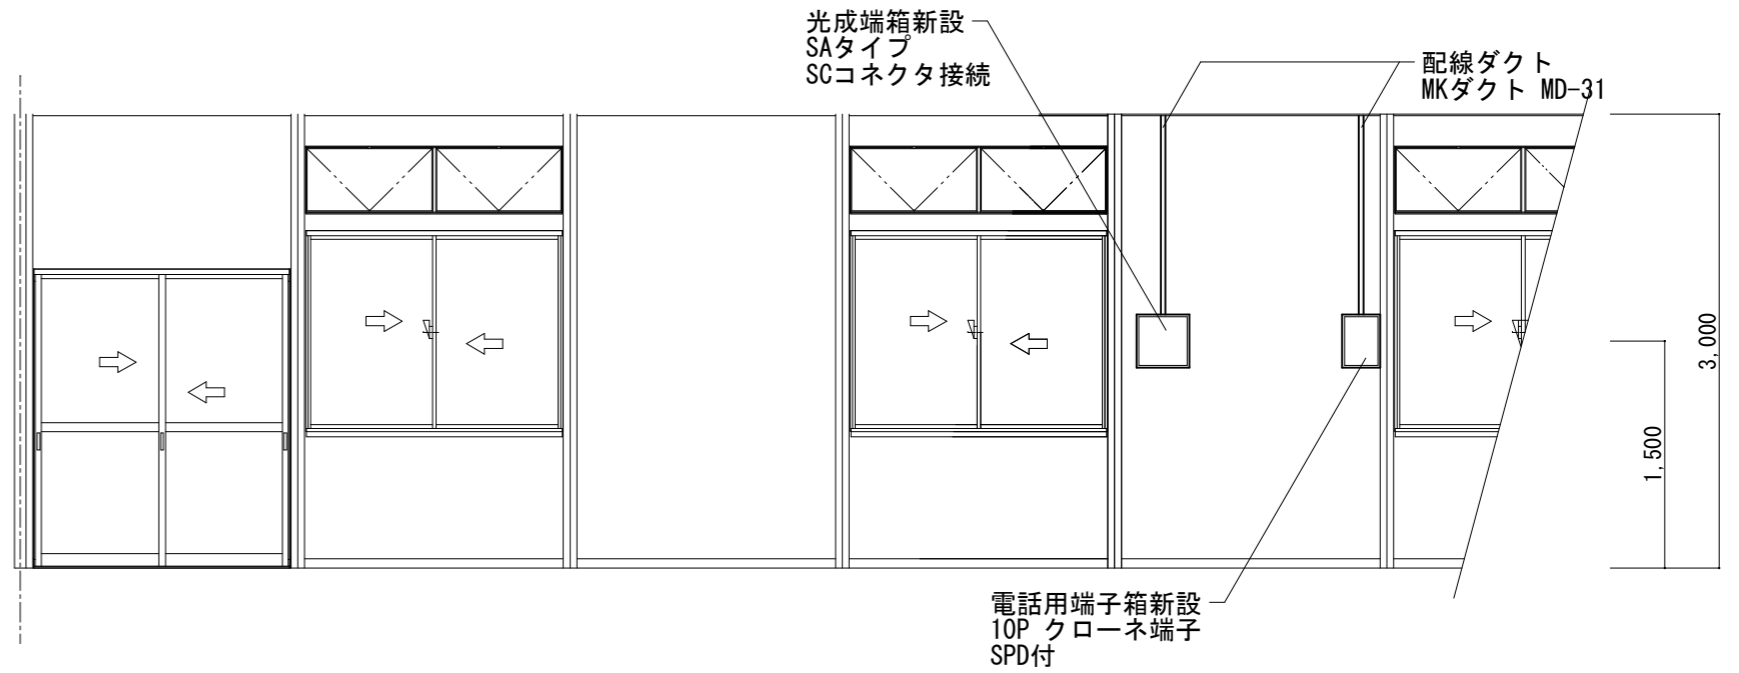 光成端箱新設
SAタイプ
SCコネクタ接続
配線ダクト
MKダクト MD-31
3,000
1,500
電話用端子箱新設
10P クローネ端子
SPD付